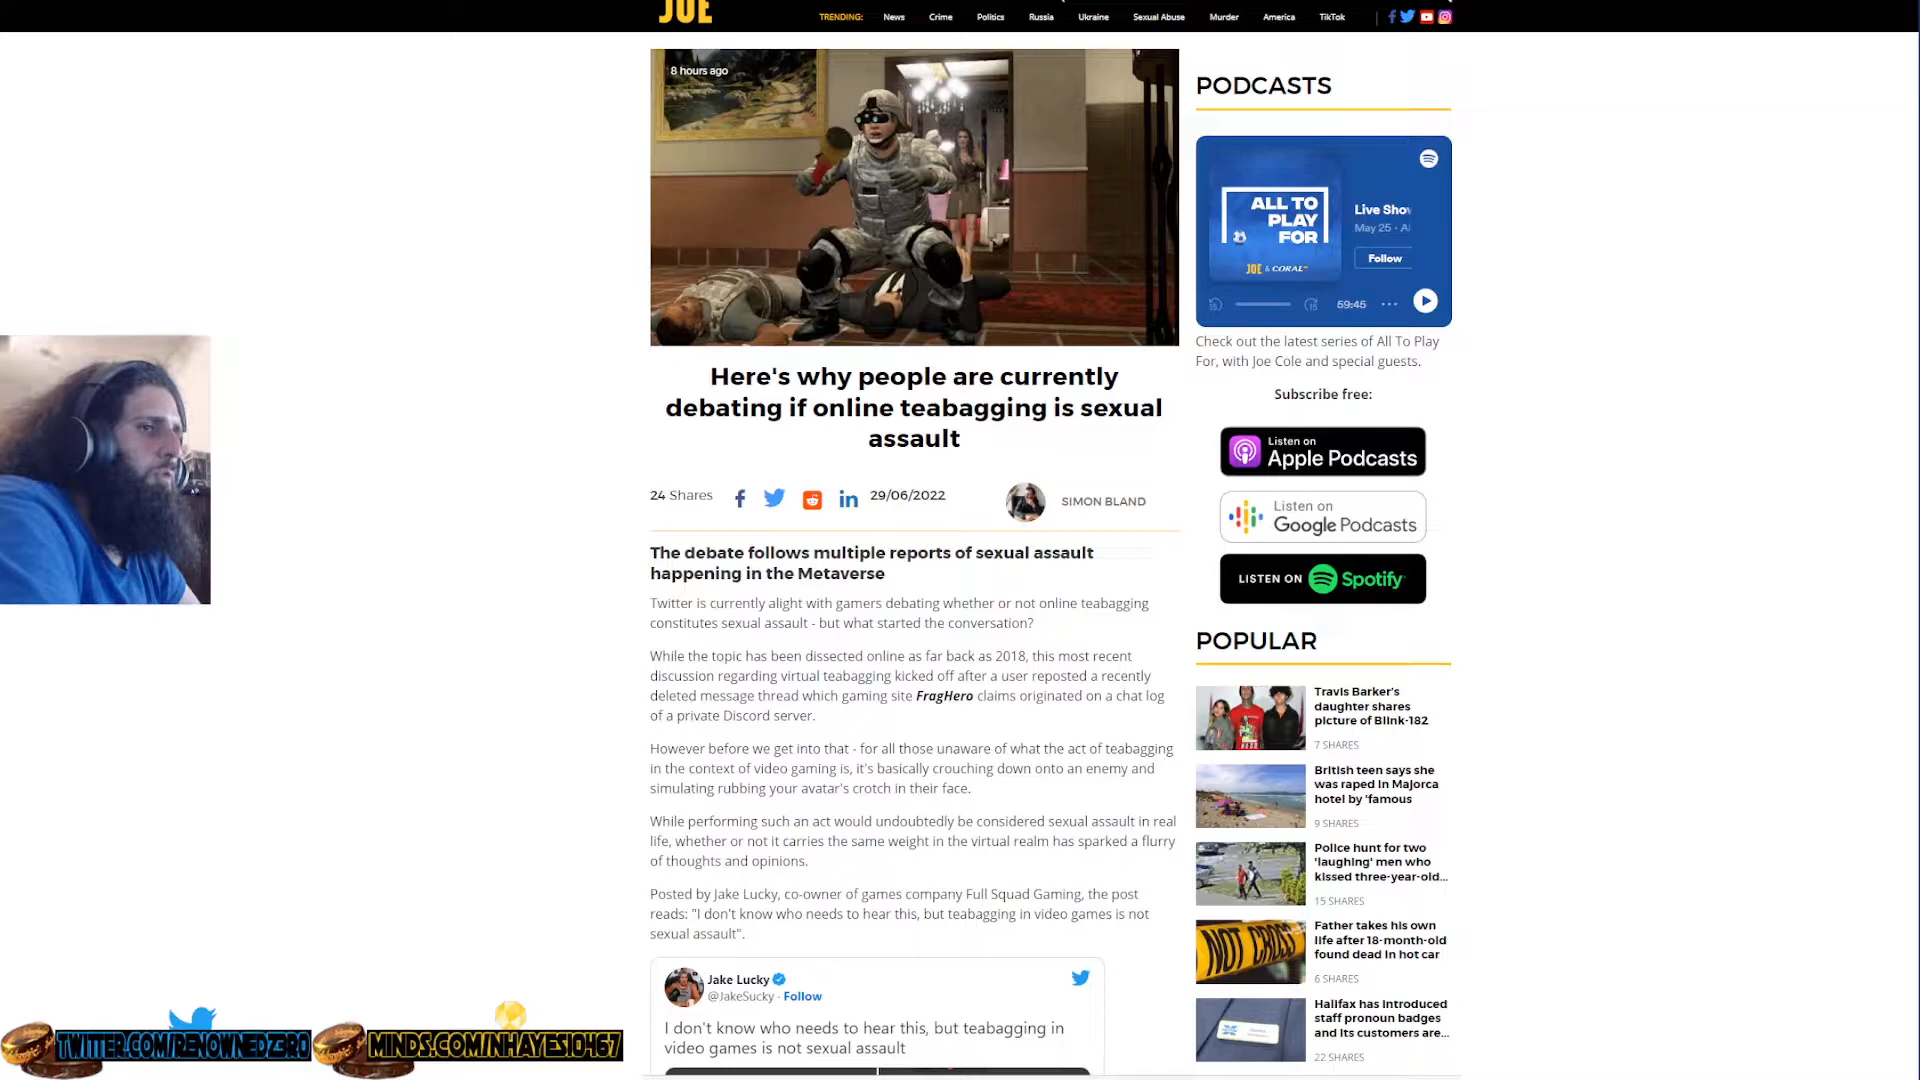 JOE
TRENDING: News Crime Politics Russia Ukraine Sexual Abuse Murder America TikTok
8 hours ago
Here's why people are currently
debating if online teabagging is sexual
assault
24 Shares 29/06/2022 SIMON BLAND
The debate follows multiple reports of sexual assault
happening in the Metaverse
Twitter is currently alight with gamers debating whether or not online teabagging
constitutes sexual assault - but what started the conversation?
While the topic has been dissected online as far back as 2018, this most recent
discussion regarding virtual teabagging kicked off after a user reposted a recently
deleted message thread which gaming site FragHero claims originated on a chat log
of a private Discord server.
However before we get into that - for all those unaware of what the act of teabagging
in the context of video gaming is, it's basically crouching down onto an enemy and
simulating rubbing your avatar's crotch in their face.
While performing such an act would undoubtedly be considered sexual assault in real
life, whether or not it carries the same weight in the virtual realm has sparked a flurry
of thoughts and opinions.
Posted by Jake Lucky, co-owner of games company Full Squad Gaming, the post
reads: "I don't know who needs to hear this, but teabagging in video games is not
sexual assault".
Jake Lucky
@JakeSucky · Follow
I don't know who needs to hear this, but teabagging in
video games is not sexual assault
PODCASTS
ALL TO
PLAY
FOR
JOE & CORAL
Live Show
May 25 · Al
Follow
15 15 59:45
Check out the latest series of All To Play
For, with Joe Cole and special guests.
Subscribe free:
Listen on
Apple Podcasts
Listen on
Google Podcasts
LISTEN ON Spotify
POPULAR
Travis Barker's
daughter shares
picture of Blink-182
7 SHARES
British teen says she
was raped in Majorca
hotel by 'famous
9 SHARES
Police hunt for two
'laughing' men who
kissed three-year-old...
15 SHARES
NOT CROSS
Father takes his own
life after 18-month-old
found dead in hot car
6 SHARES
Halifax has introduced
staff pronoun badges
and its customers are...
22 SHARES
TWITTER.COM/RENOWNEDZERO
MINDS.COM/NHAYES10467